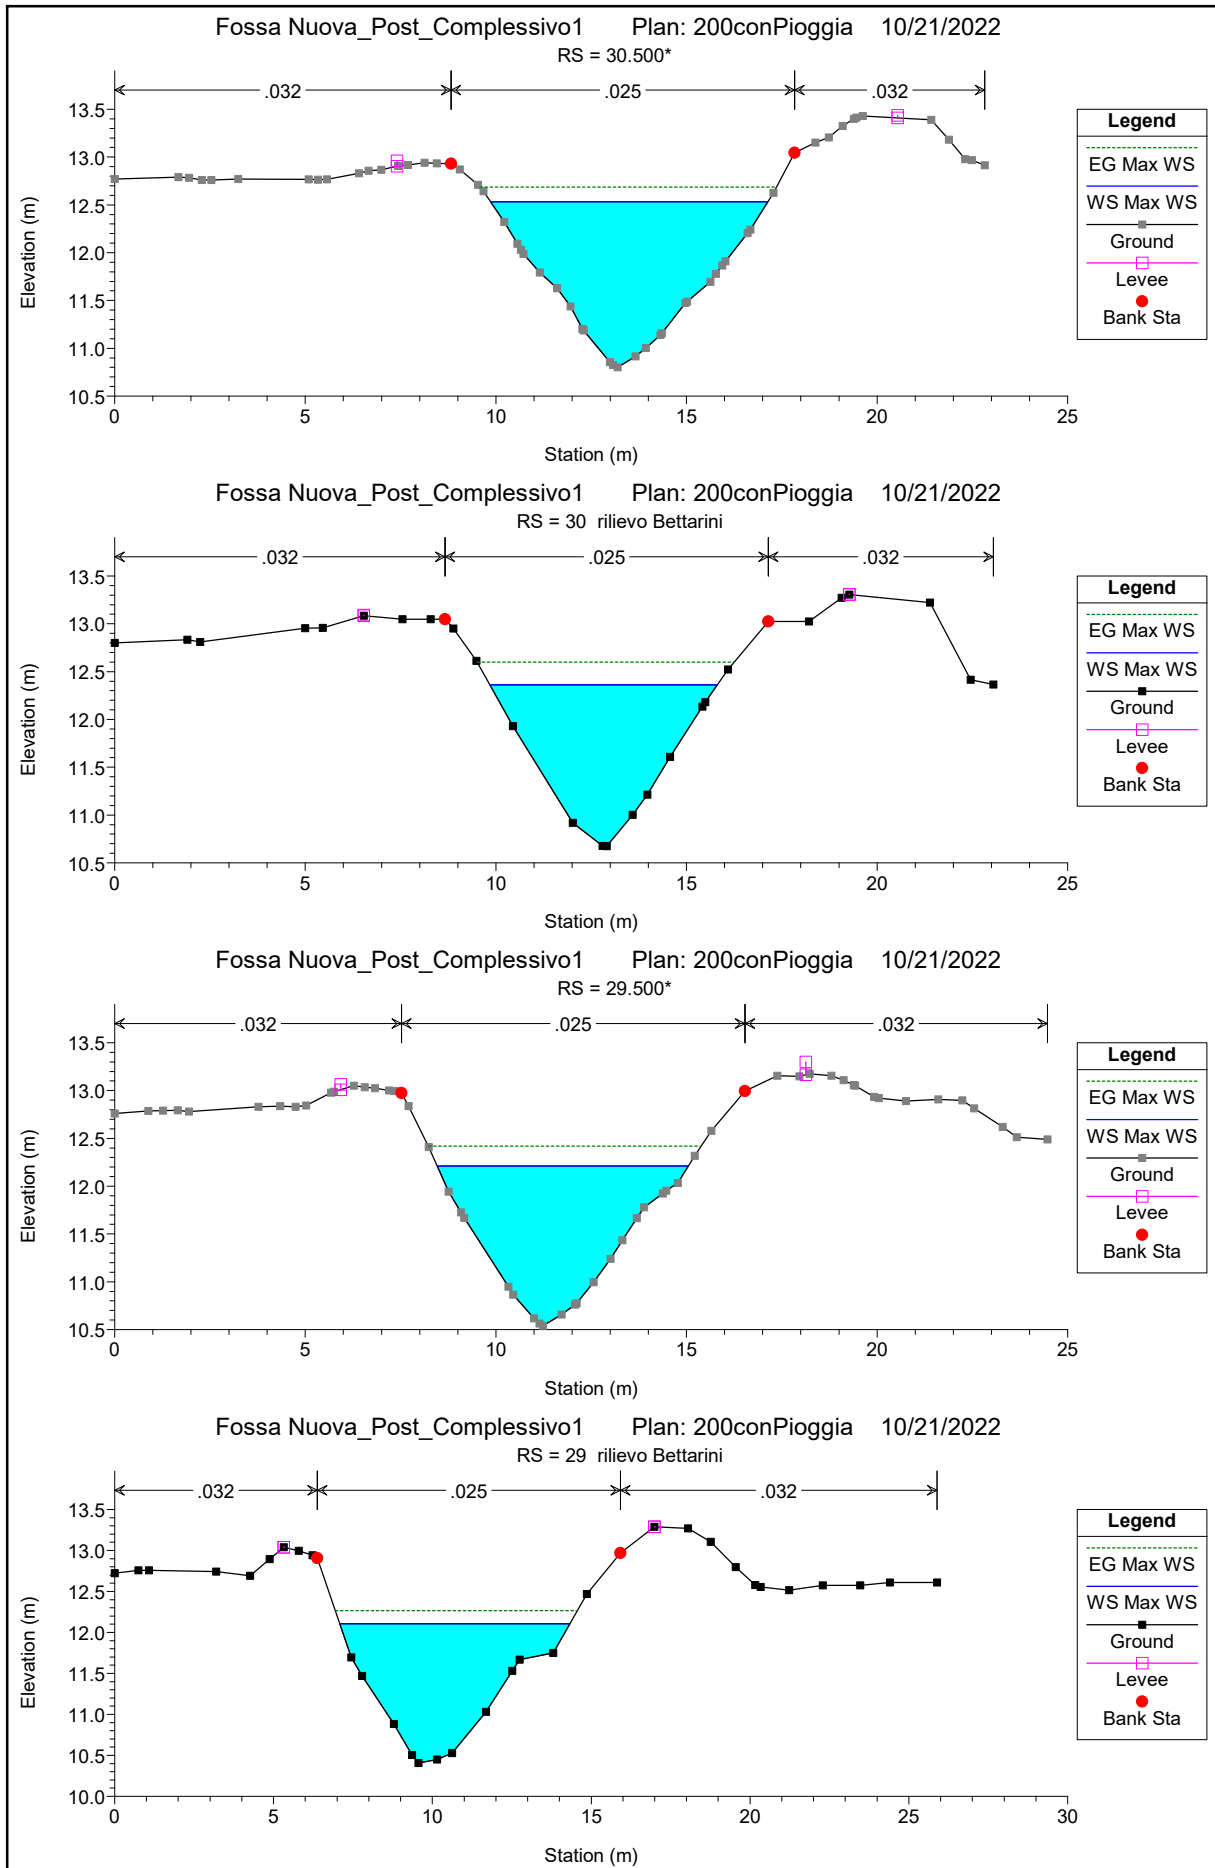 Fossa Nuova_Post_Complessivo1 Plan: 200conPioggia 10/21/2022
RS = 30.500*
.032 .025 .032
13.5
13.0
12.5
12.0
11.5
11.0
10.5
Elevation (m)
0 5 10 15 20 25
Station (m)
Legend
EG Max WS
WS Max WS
Ground
Levee
Bank Sta
Fossa Nuova_Post_Complessivo1 Plan: 200conPioggia 10/21/2022
RS = 30 rilievo Bettarini
.032 .025 .032
13.5
13.0
12.5
12.0
11.5
11.0
10.5
Elevation (m)
0 5 10 15 20 25
Station (m)
Legend
EG Max WS
WS Max WS
Ground
Levee
Bank Sta
Fossa Nuova_Post_Complessivo1 Plan: 200conPioggia 10/21/2022
RS = 29.500*
.032 .025 .032
13.5
13.0
12.5
12.0
11.5
11.0
10.5
Elevation (m)
0 5 10 15 20 25
Station (m)
Legend
EG Max WS
WS Max WS
Ground
Levee
Bank Sta
Fossa Nuova_Post_Complessivo1 Plan: 200conPioggia 10/21/2022
RS = 29 rilievo Bettarini
.032 .025 .032
13.5
13.0
12.5
12.0
11.5
11.0
10.5
10.0
Elevation (m)
0 5 10 15 20 25 30
Station (m)
Legend
EG Max WS
WS Max WS
Ground
Levee
Bank Sta